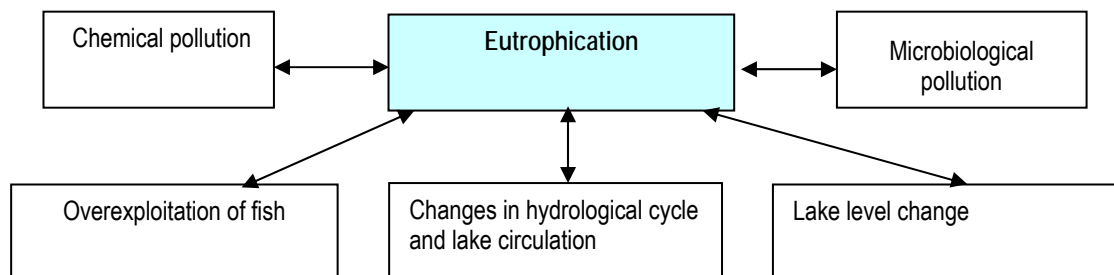 Chemical pollution
Eutrophication
Microbiological
pollution
Overexploitation of fish
Changes in hydrological cycle
and lake circulation
Lake level change